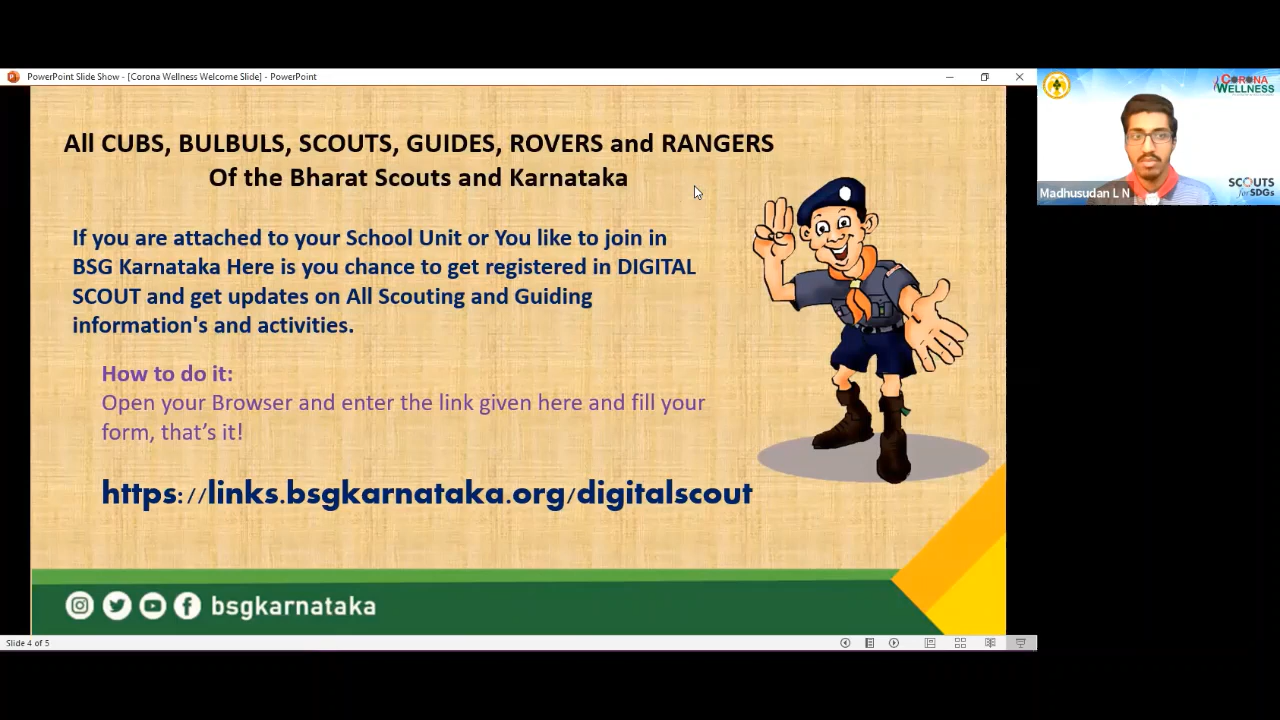 PowerPoint Slide Show - [Corona Wellness Welcome Slide] - PowerPoint
All CUBS, BULBULS, SCOUTS, GUIDES, ROVERS and RANGERS
Of the Bharat Scouts and Karnataka
If you are attached to your School Unit or You like to join in
BSG Karnataka Here is you chance to get registered in DIGITAL
SCOUT and get updates on All Scouting and Guiding
information's and activities.
How to do it:
Open your Browser and enter the link given here and fill your
form, that's it!
https://links.bsgkarnataka.org/digitalscout
bsgkarnataka
Slide 4 of 5
CORONA
WELLNESS
SCOUTS
for SDGs
Madhusudan L N